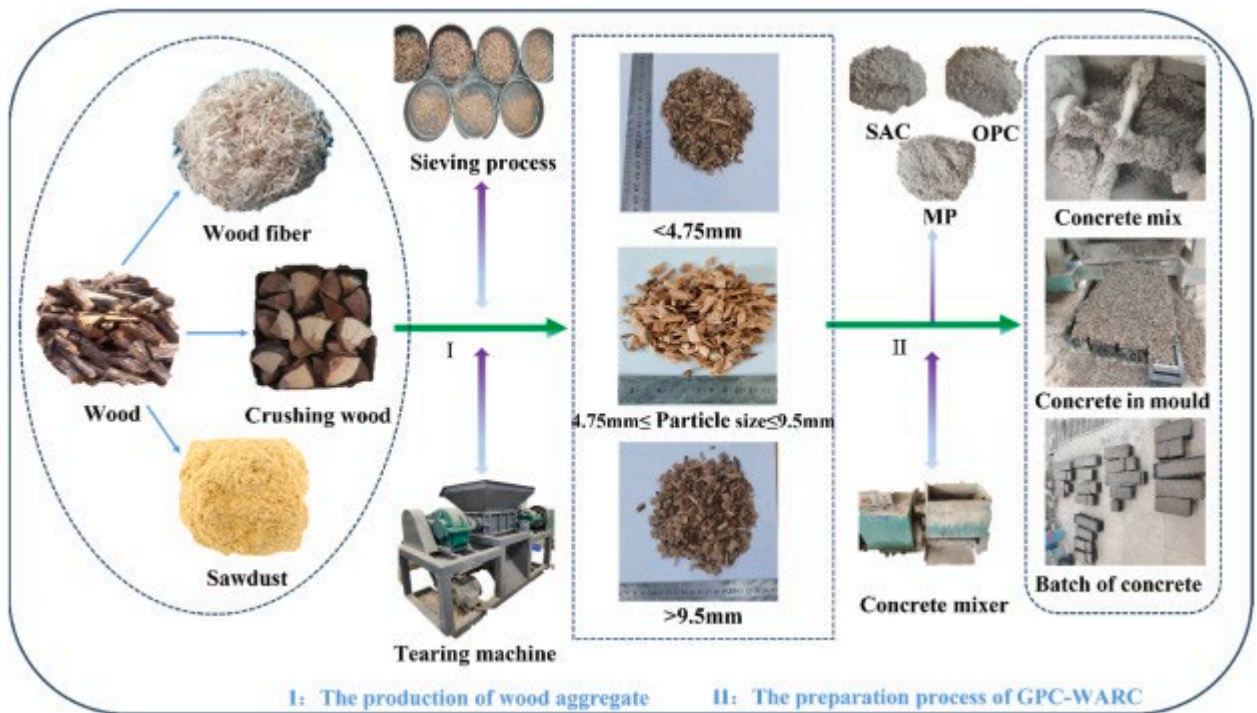 Wood fiber
Wood
Crushing wood
Sawdust
Sieving process
I
Tearing machine
<4.75mm
4.75mm≤ Particle size≤9.5mm
>9.5mm
SAC
OPC
MP
II
Concrete mixer
Concrete mix
Concrete in mould
Batch of concrete
I: The production of wood aggregate
II: The preparation process of GPC-WARC